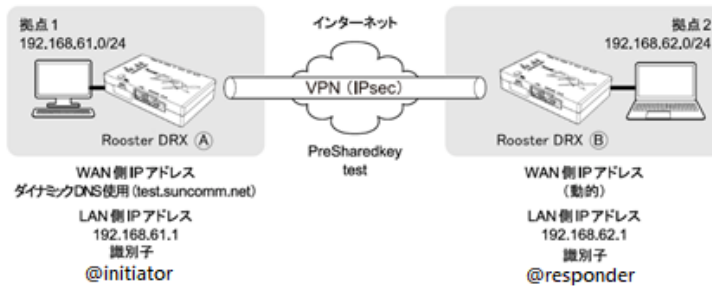 拠点1
192.168.61.0/24
インターネット
拠点2
192.168.62.0/24
VPN (IPsec)
Rooster DRX Ⓐ
PreSharedkey
test
Rooster DRX Ⓑ
WAN側IPアドレス
ダイナミックDNS使用(test.suncomm.net)
LAN側IPアドレス
192.168.61.1
識別子
@initiator
WAN側IPアドレス
(動的)
LAN側IPアドレス
192.168.62.1
識別子
@responder